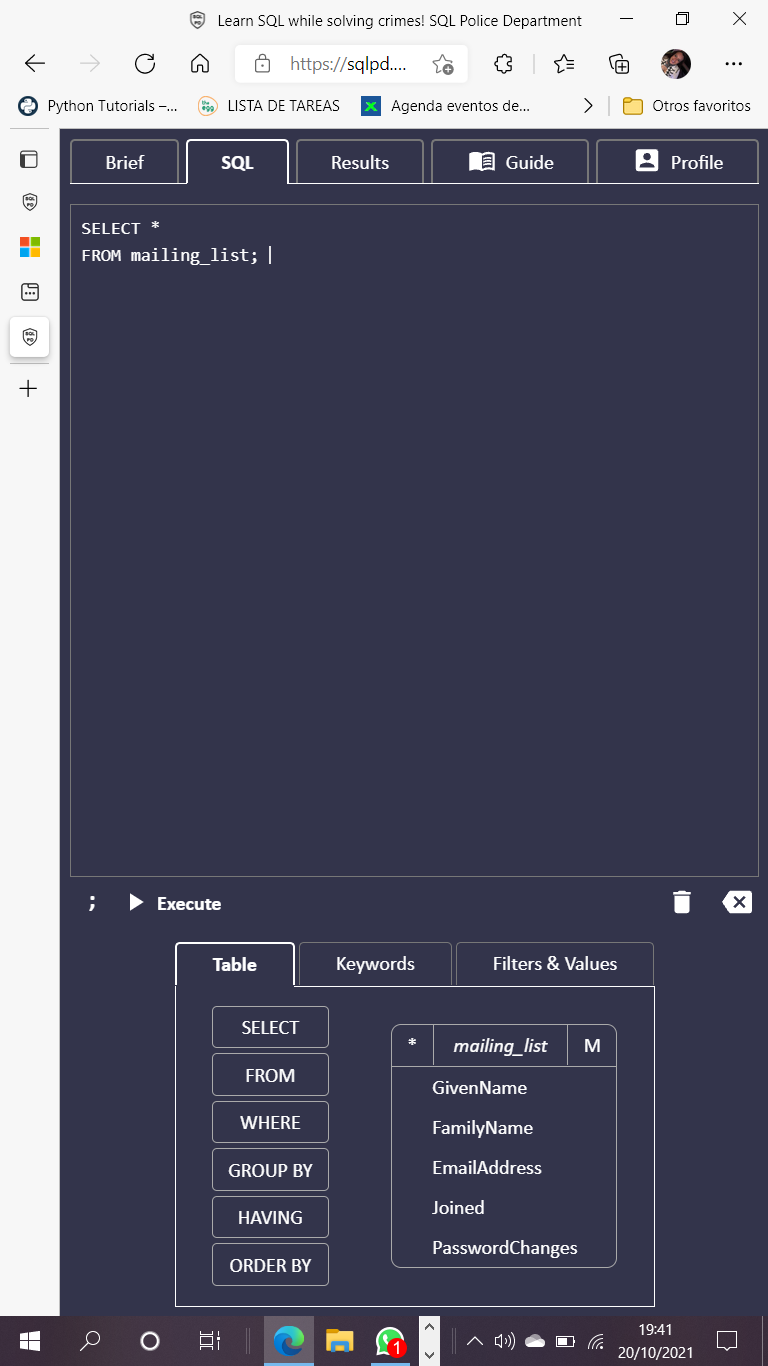 Learn SQL while solving crimes! SQL Police Department
https://sqlpd....
Python Tutorials –... LISTA DE TAREAS Agenda eventos de... Otros favoritos
Brief SQL Results Guide Profile
SELECT *
FROM mailing_list;
; Execute
Table Keywords Filters & Values
SELECT
FROM
WHERE
GROUP BY
HAVING
ORDER BY
* mailing_list M
GivenName
FamilyName
EmailAddress
Joined
PasswordChanges
1
19:41
20/10/2021